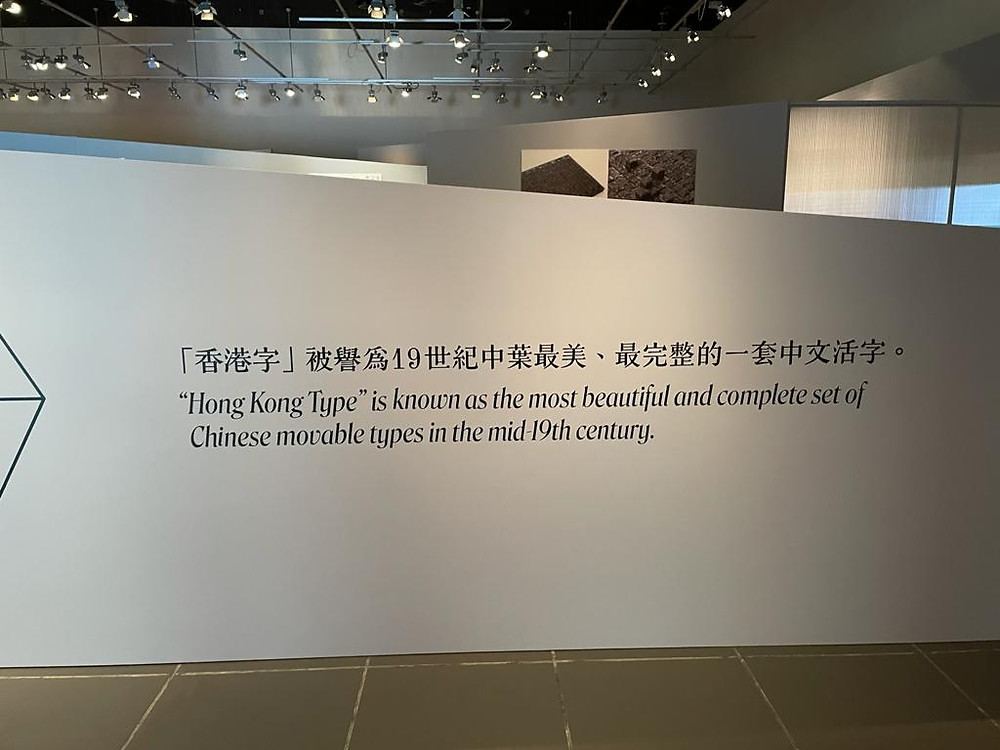 「香港字」被譽為19世紀中葉最美、最完整的一套中文活字。
“Hong Kong Type” is known as the most beautiful and complete set of
Chinese movable types in the mid-19th century.